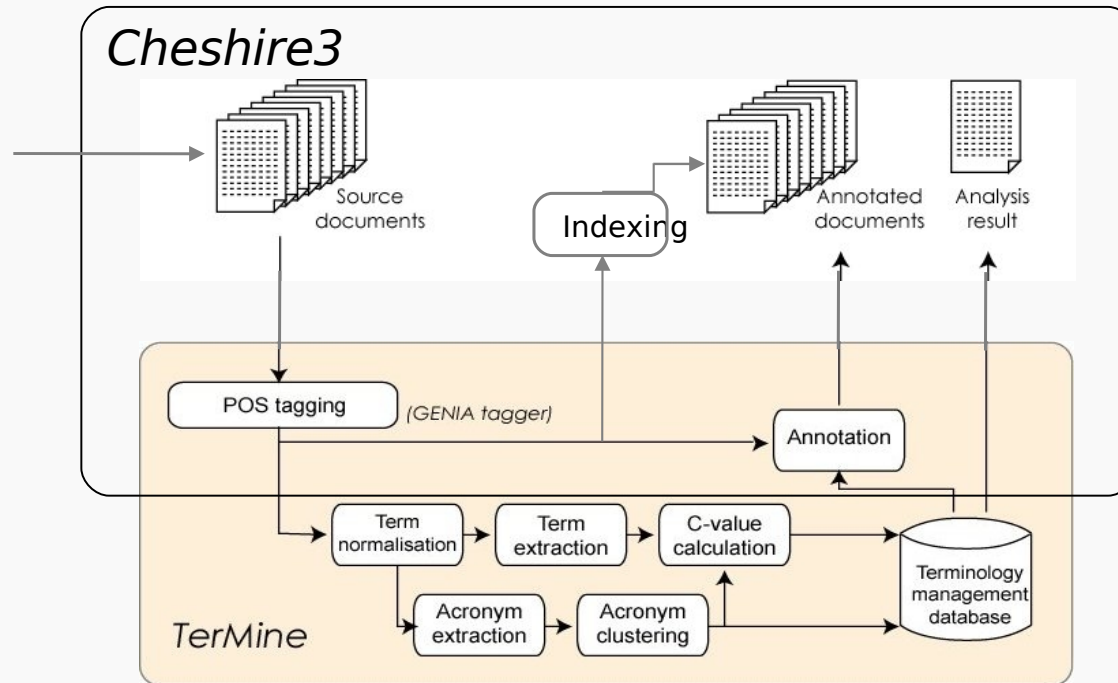 Cheshire3
Source
documents
Indexing
Annotated
documents
Analysis
result
POS tagging
(GENIA tagger)
Annotation
Term
normalisation
Term
extraction
C-value
calculation
Terminology
management
database
Acronym
extraction
Acronym
clustering
TerMine